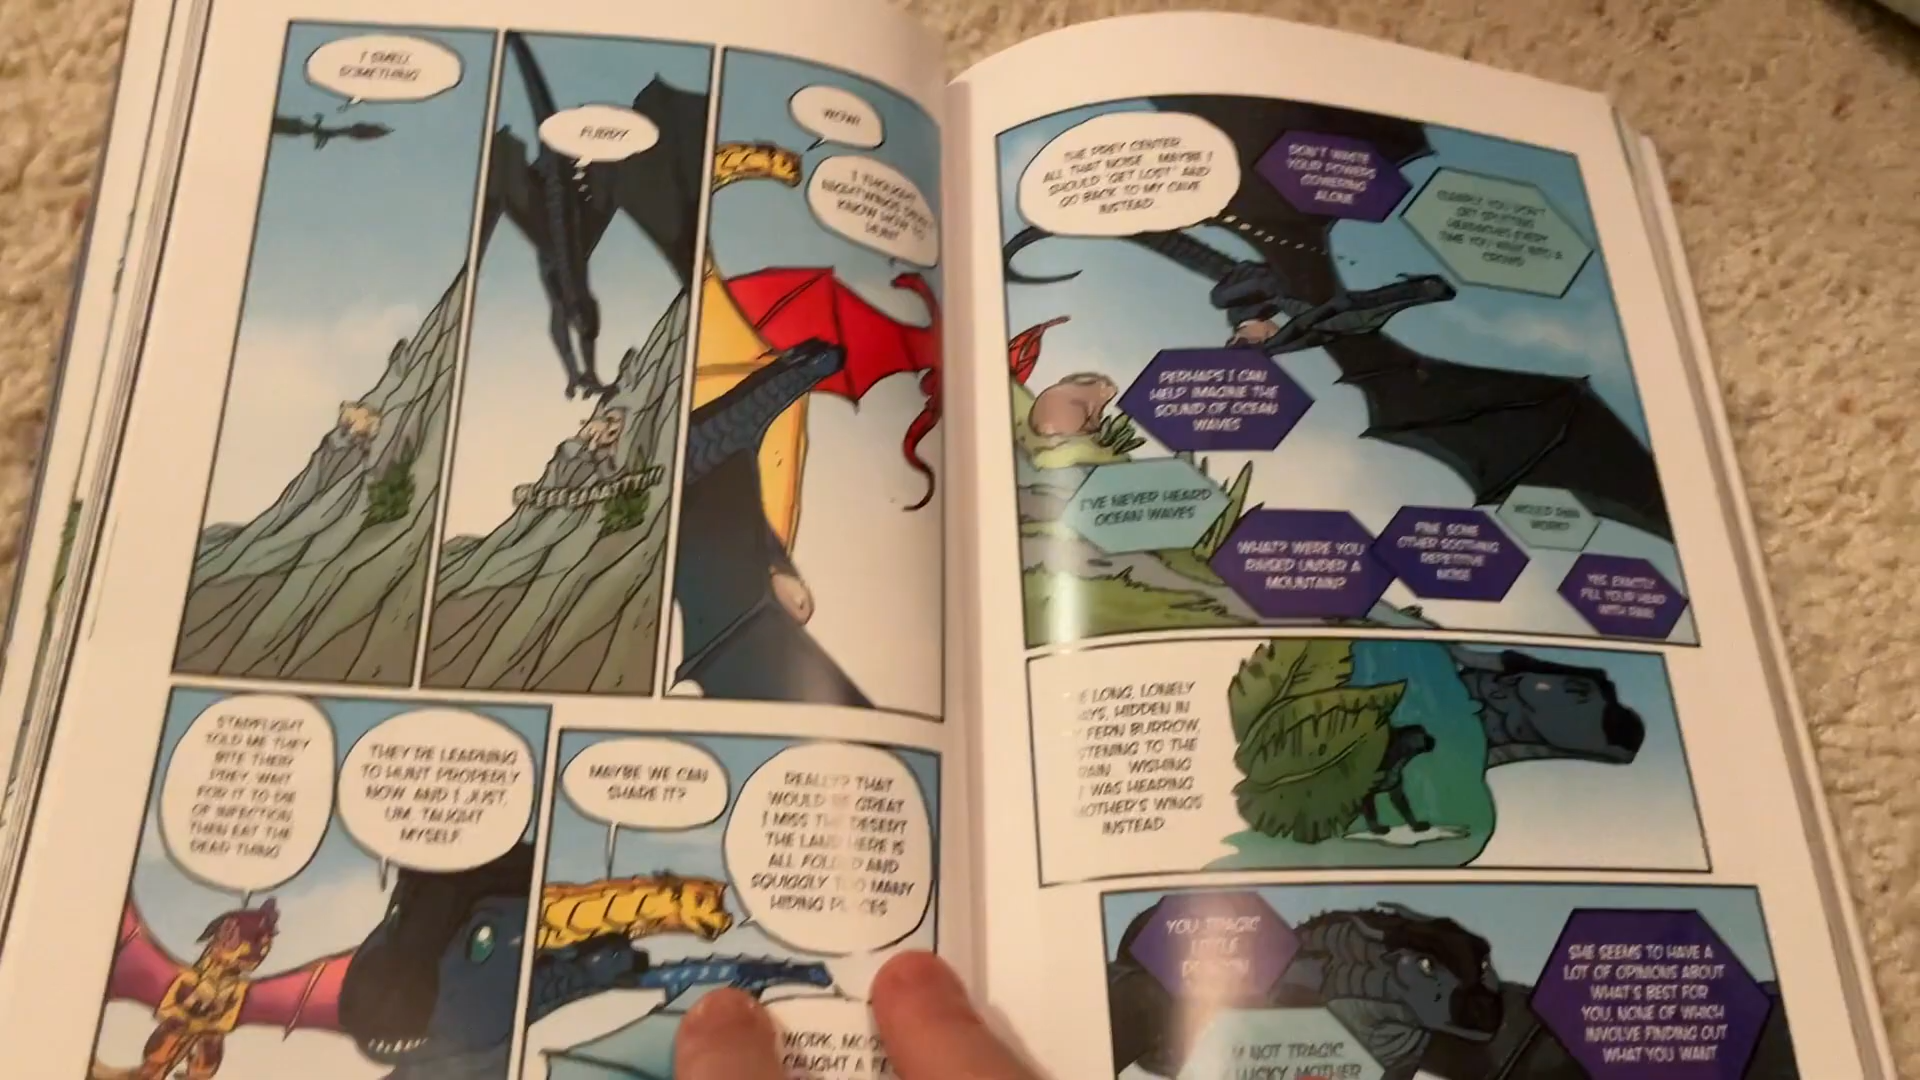 I SMELL
SOMETHING
FURRY
BLEEEEAAATTTTT!
WOW!
I THOUGHT
NIGHTWINGS DIDN'T
KNOW HOW TO
HUNT
STARFLIGHT
TOLD ME THEY
BITE THEIR
PREY, WAIT
FOR IT TO DIE
OF INFECTION
THEN EAT THE
DEAD THING
THEY'RE LEARNING
TO HUNT PROPERLY
NOW AND I JUST,
UM, TAUGHT
MYSELF
MAYBE WE CAN
SHARE IT?
REALLY? THAT
WOULD BE GREAT
I MISS THE DESERT
THE LAND HERE IS
ALL FOLDED AND
SQUIGGLY TOO MANY
HIDING PLACES
WORK,
CAUGHT A
THE PREY CENTER
ALL THAT NOISE MAYBE I
SHOULD "GET LOST" AND
GO BACK TO MY CAVE
INSTEAD
DON'T WASTE
YOUR POWERS
COWERING
ALONE
CLEARLY YOU DON'T
GET SPLITTING
HEADACHES EVERY
TIME YOU WALK INTO A
CROWD
PERHAPS I CAN
HELP IMAGINE THE
SOUND OF OCEAN
WAVES
I'VE NEVER HEARD
OCEAN WAVES
WHAT? WERE YOU
RAISED UNDER A
MOUNTAIN?
FINE SOME
OTHER SOOTHING
REPETITIVE
NOISE
WOULD RAIN
WORK?
YES EXACTLY
FILL YOUR HEAD
WITH RAIN
LONG, LONELY
HIDDEN IN
FERN BURROW,
TO THE
RAIN WISHING
I WAS HEARING
MOTHER'S WINGS
INSTEAD
YOU TRAGIC
LITTLE
DRAGON
NOT TRAGIC
LUCKY MOTHER
SHE SEEMS TO HAVE A
LOT OF OPINIONS ABOUT
WHAT'S BEST FOR
YOU, NONE OF WHICH
INVOLVE FINDING OUT
WHAT YOU WANT